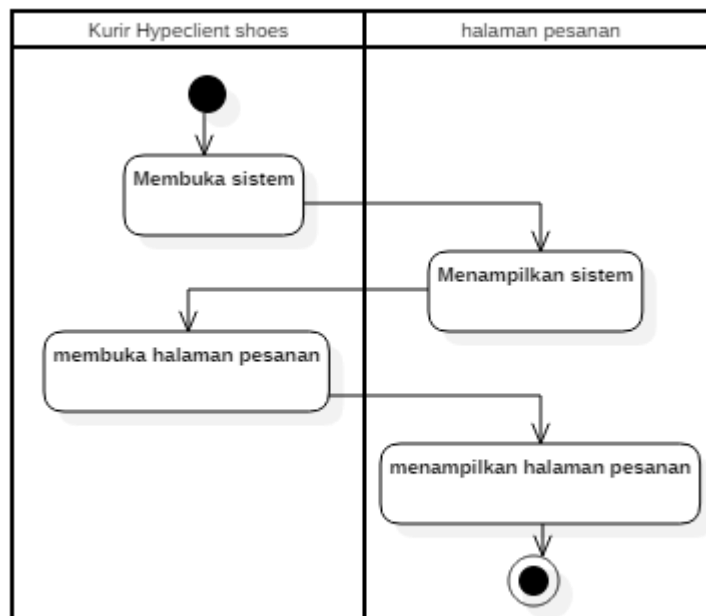 Kurir Hypeclient shoes
halaman pesanan
Membuka sistem
Menampilkan sistem
membuka halaman pesanan
menampilkan halaman pesanan